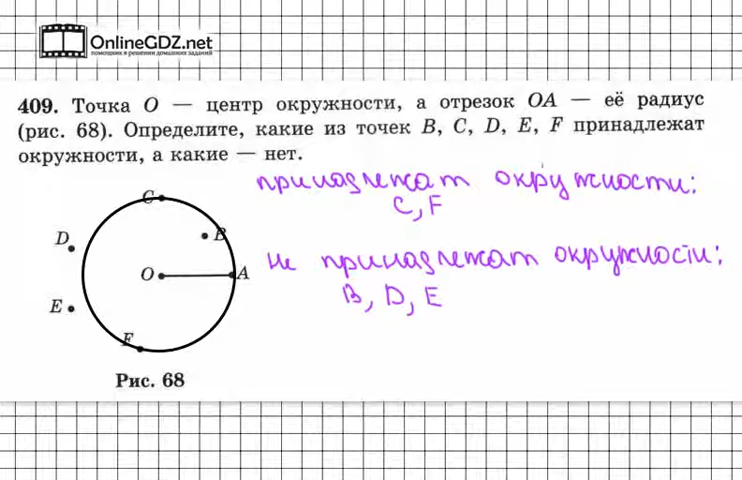 OnlineGDZ.net
помощник в решении домашних заданий
409. Точка O — центр окружности, а отрезок OA — её радиус
(рис. 68). Определите, какие из точек B, C, D, E, F принадлежат
окружности, а какие — нет.
принадлежат окружности:
C, F
не принадлежат окружности:
B, D, E
C
D
B
O
A
E
F
Рис. 68